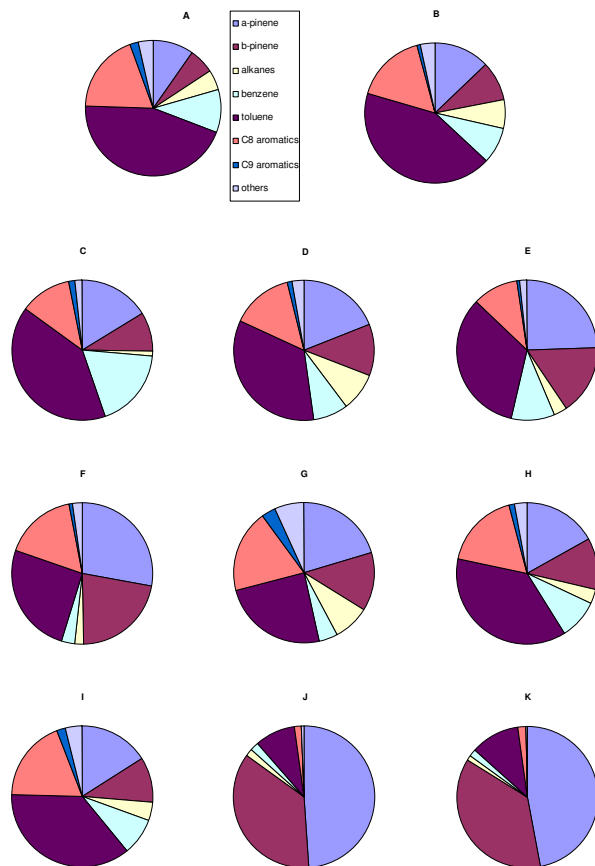 A
B
a-pinene
b-pinene
alkanes
benzene
toluene
C8 aromatics
C9 aromatics
others
C
D
E
F
G
H
I
J
K